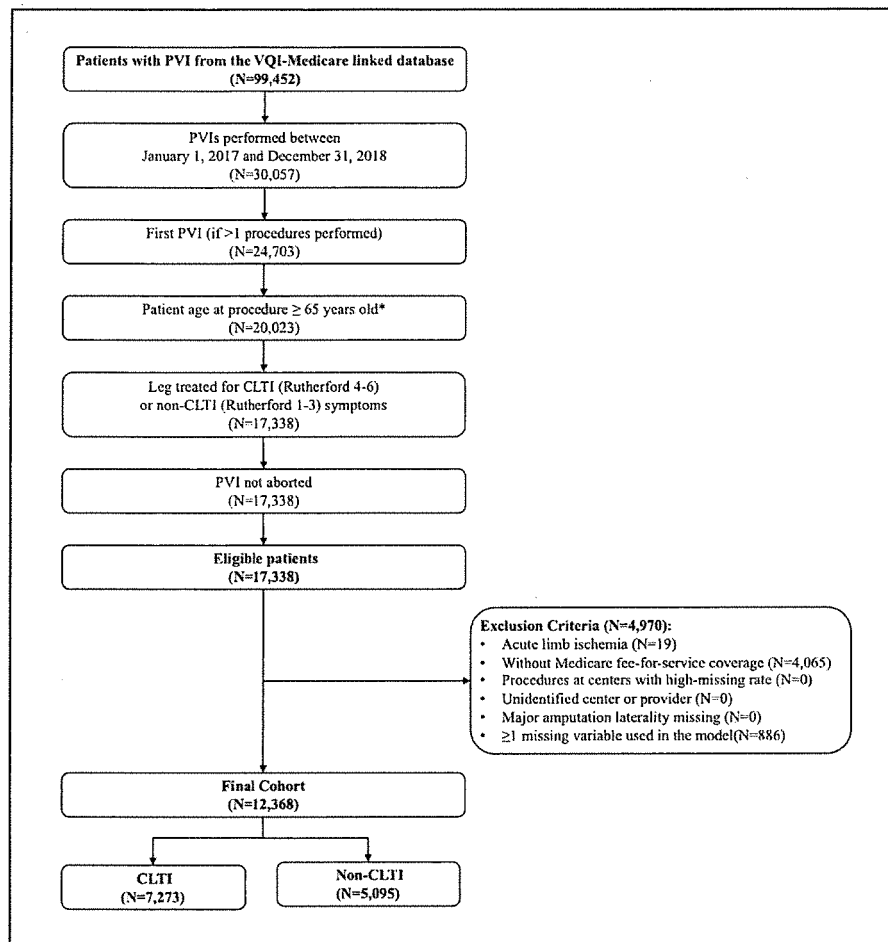 Patients with PVI from the VQI-Medicare linked database
(N=99,452)
PVIs performed between
January 1, 2017 and December 31, 2018
(N=30,057)
First PVI (if >1 procedures performed)
(N=24,703)
Patient age at procedure ≥ 65 years old*
(N=20,023)
Leg treated for CLTI (Rutherford 4-6)
or non-CLTI (Rutherford 1-3) symptoms
(N=17,338)
PVI not aborted
(N=17,338)
Eligible patients
(N=17,338)
Exclusion Criteria (N=4,970):
• Acute limb ischemia (N=19)
• Without Medicare fee-for-service coverage (N=4,065)
• Procedures at centers with high-missing rate (N=0)
• Unidentified center or provider (N=0)
• Major amputation laterality missing (N=0)
• ≥1 missing variable used in the model(N=886)
Final Cohort
(N=12,368)
CLTI
(N=7,273)
Non-CLTI
(N=5,095)